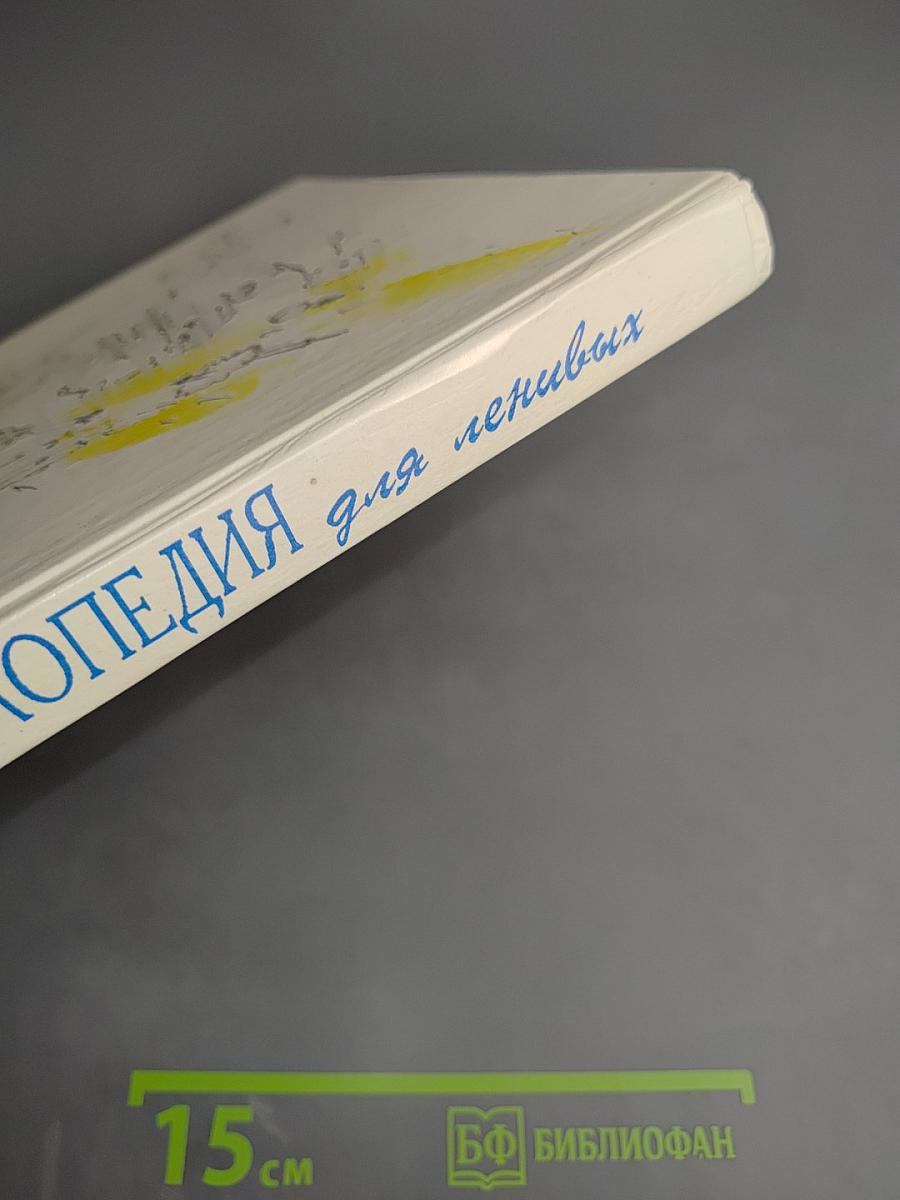 ЛОПЕДИЯ для ленивых
15 см
БФ БИБЛИОФАН